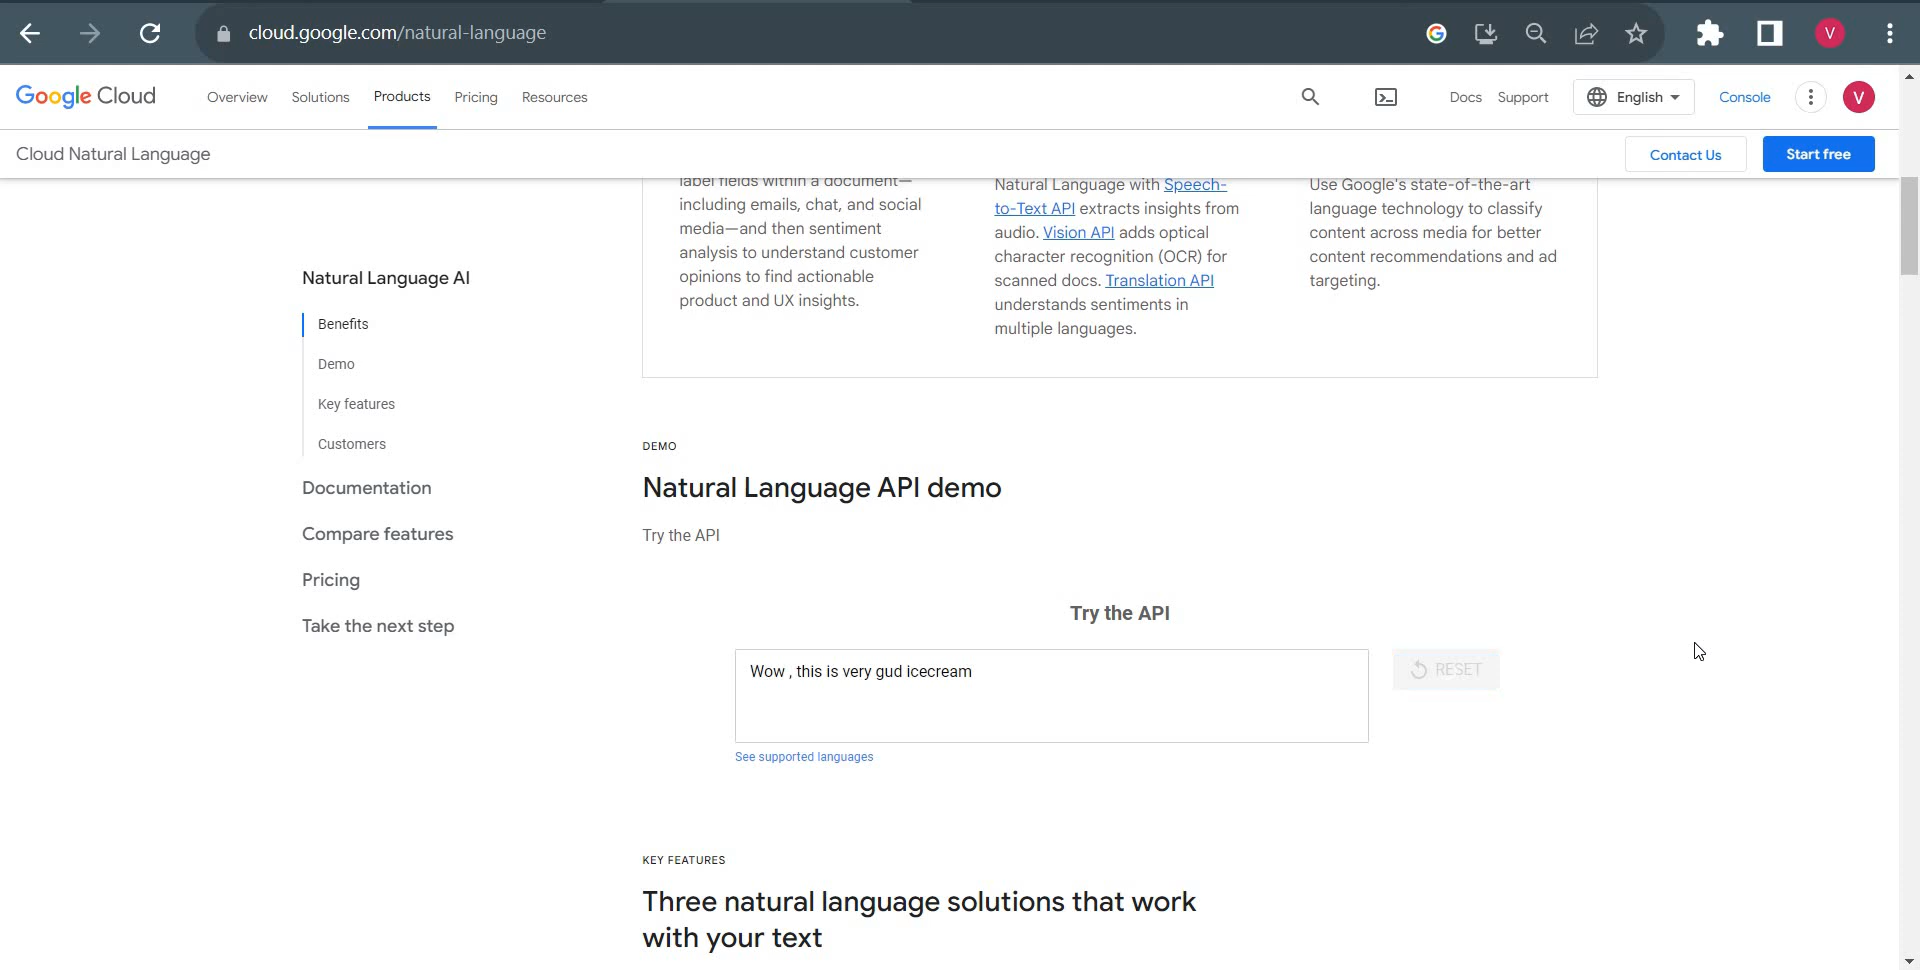 cloud.google.com/natural-language
V
Google Cloud
Overview
Solutions
Products
Pricing
Resources
Docs
Support
English
Console
V
Cloud Natural Language
Contact Us
Start free
Natural Language AI
Benefits
Demo
Key features
Customers
Documentation
Compare features
Pricing
Take the next step
label fields within a document—
including emails, chat, and social
media—and then sentiment
analysis to understand customer
opinions to find actionable
product and UX insights.
Natural Language with Speech-
to-Text API extracts insights from
audio. Vision API adds optical
character recognition (OCR) for
scanned docs. Translation API
understands sentiments in
multiple languages.
Use Google's state-of-the-art
language technology to classify
content across media for better
content recommendations and ad
targeting.
DEMO
Natural Language API demo
Try the API
Try the API
Wow , this is very gud icecream
RESET
See supported languages
KEY FEATURES
Three natural language solutions that work
with your text